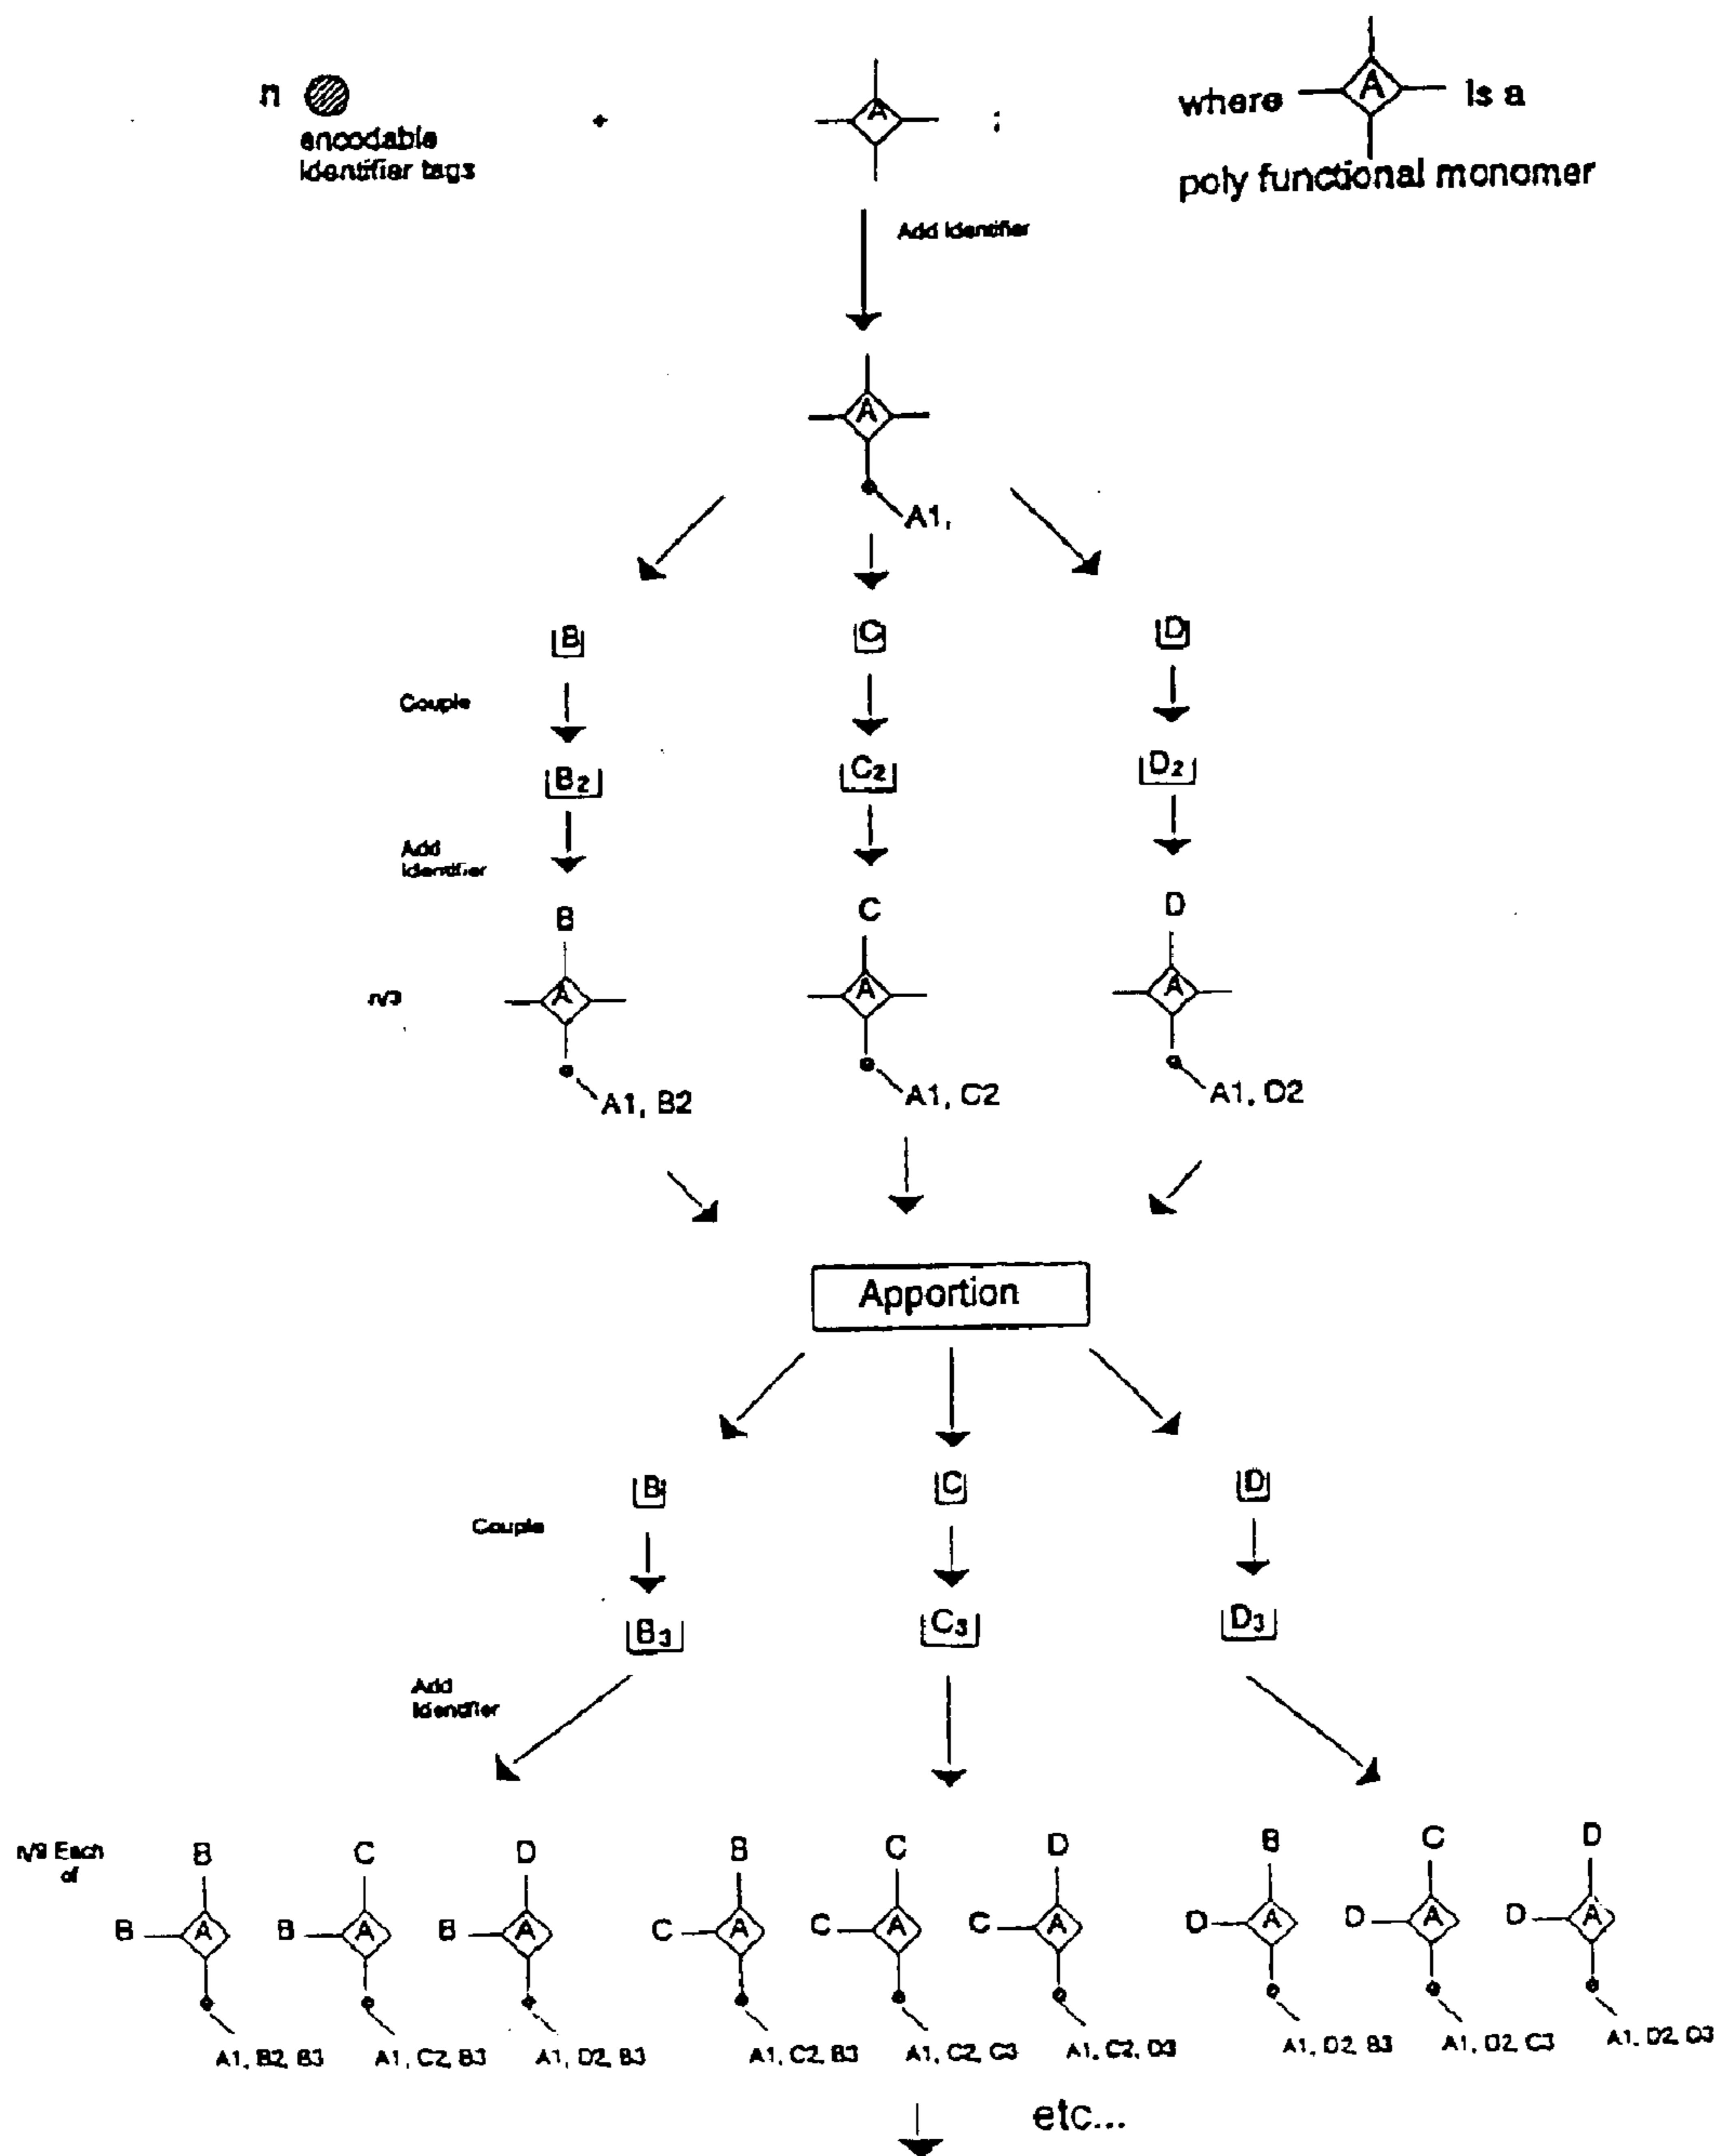 n
encodable
identifier tags
+
A
;
where A is a
poly functional monomer
Add Identifier
A
A1,
B C D
Couple
B2 C2 D2
Add
Identifier
B C D
n/3 A A A
A1, B2 A1, C2 A1, D2
Apportion
B C D
Couple
B3 C3 D3
Add
Identifier
n/9 Each
of
B C D B C D B C D
B A B A B A C A C A C A D A D A D A
A1, B2, B3 A1, C2, B3 A1, D2, B3 A1, C2, B3 A1, C2, C3 A1, C2, D3 A1, D2, B3 A1, D2, C3 A1, D2, D3
etc...